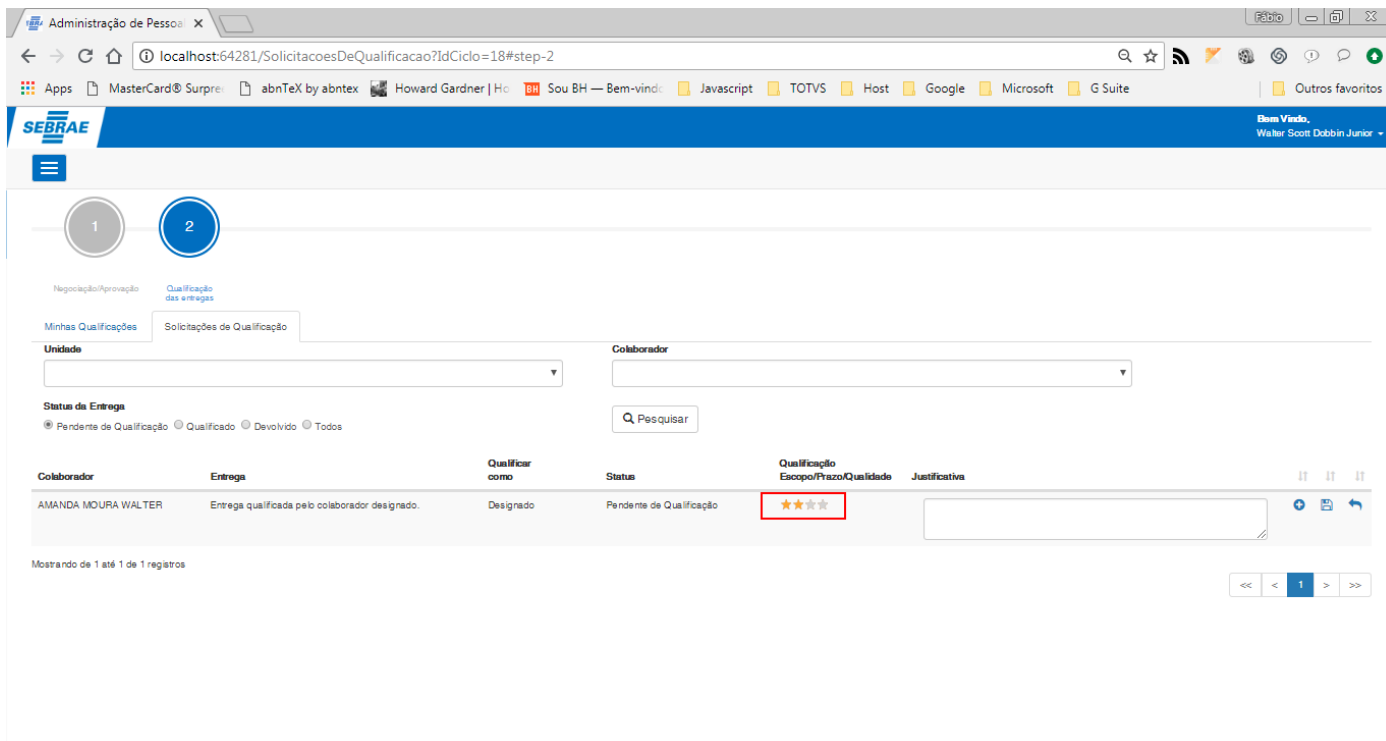 Administração de Pessoal
Fábio
localhost:64281/SolicitacoesDeQualificacao?IdCiclo=18#step-2
Apps MasterCard® Surpre abnTeX by abntex Howard Gardner | Ho BH Sou BH — Bem-vindo Javascript TOTVS Host Google Microsoft G Suite Outros favoritos
SEBRAE
Bem Vindo,
Walter Scott Dobbin Junior
1 2
Negociação/Aprovação Qualificação
das entregas
Minhas Qualificações Solicitações de Qualificação
Unidade Colaborador
Status da Entrega
Pendente de Qualificação Qualificado Devolvido Todos Pesquisar
Colaborador Entrega Qualificar como Status Qualificação Escopo/Prazo/Qualidade Justificativa
AMANDA MOURA WALTER Entrega qualificada pelo colaborador designado. Designado Pendente de Qualificação
Mostrando de 1 até 1 de 1 registros
<< < 1 > >>